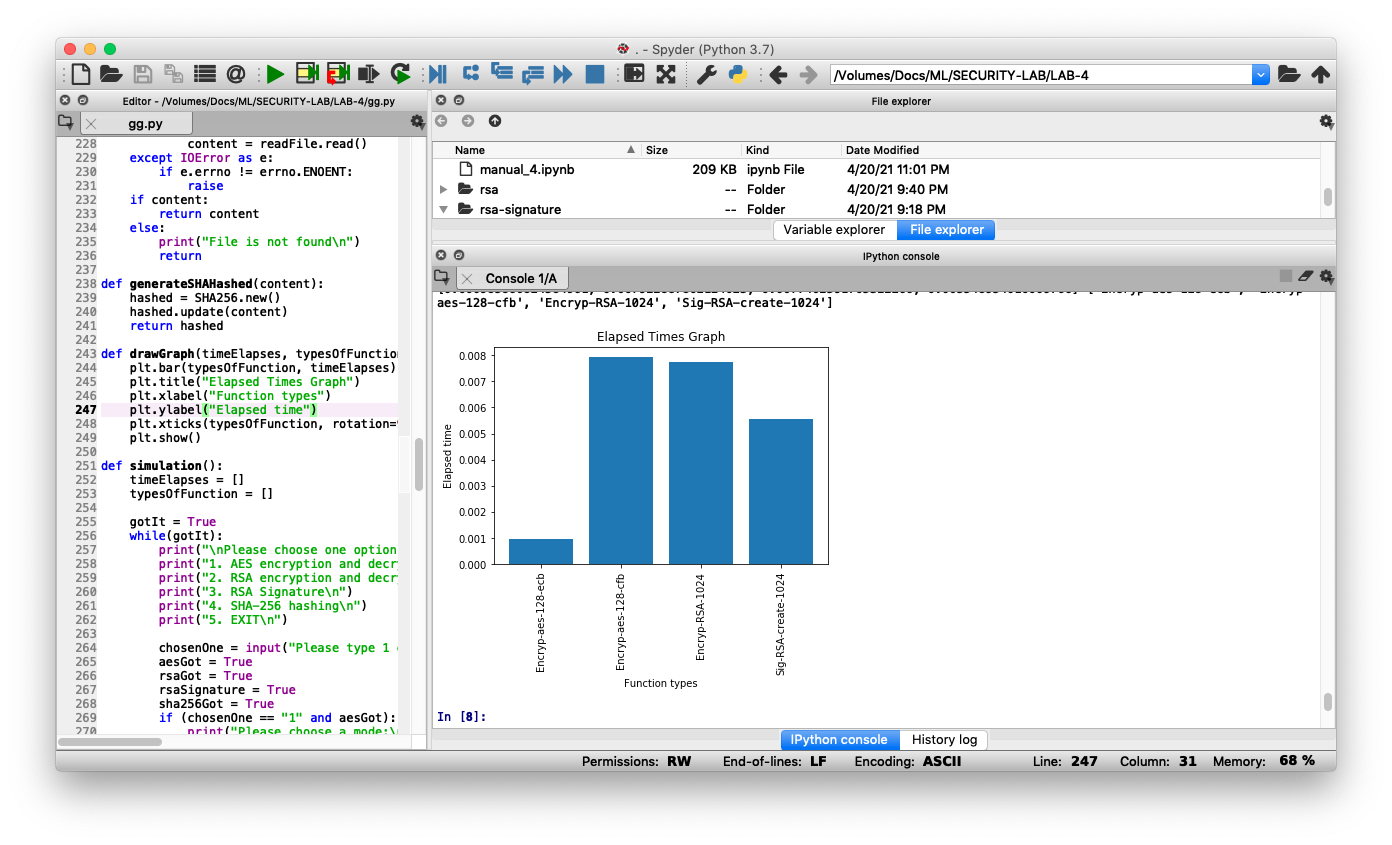 . - Spyder (Python 3.7)
/Volumes/Docs/ML/SECURITY-LAB/LAB-4
Editor - /Volumes/Docs/ML/SECURITY-LAB/LAB-4/gg.py
gg.py
228 content = readFile.read()
229 except IOError as e:
230 if e.errno != errno.ENOENT:
231 raise
232 if content:
233 return content
234 else:
235 print("File is not found\n")
236 return
237
238 def generateSHAHashed(content):
239 hashed = SHA256.new()
240 hashed.update(content)
241 return hashed
242
243 def drawGraph(timeElapses, typesOfFunction
244 plt.bar(typesOfFunction, timeElapses)
245 plt.title("Elapsed Times Graph")
246 plt.xlabel("Function types")
247 plt.ylabel("Elapsed time")
248 plt.xticks(typesOfFunction, rotation=
249 plt.show()
250
251 def simulation():
252 timeElapses = []
253 typesOfFunction = []
254
255 gotIt = True
256 while(gotIt):
257 print("\nPlease choose one option
258 print("1. AES encryption and decr
259 print("2. RSA encryption and decr
260 print("3. RSA Signature\n")
261 print("4. SHA-256 hashing\n")
262 print("5. EXIT\n")
263
264 chosenOne = input("Please type 1
265 aesGot = True
266 rsaGot = True
267 rsaSignature = True
268 sha256Got = True
269 if (chosenOne == "1" and aesGot):
270 print("Please choose a mode:\
File explorer
Name Size Kind Date Modified
manual_4.ipynb 209 KB ipynb File 4/20/21 11:01 PM
rsa -- Folder 4/20/21 9:40 PM
rsa-signature -- Folder 4/20/21 9:18 PM
Variable explorer File explorer
IPython console
Console 1/A
aes-128-cfb', 'Encryp-RSA-1024', 'Sig-RSA-create-1024']
Elapsed Times Graph
0.008
0.007
0.006
0.005
0.004
0.003
0.002
0.001
0.000
Elapsed time
Encryp-aes-128-ecb
Encryp-aes-128-cfb
Encryp-RSA-1024
Sig-RSA-create-1024
Function types
In [8]:
IPython console History log
Permissions: RW End-of-lines: LF Encoding: ASCII Line: 247 Column: 31 Memory: 68 %